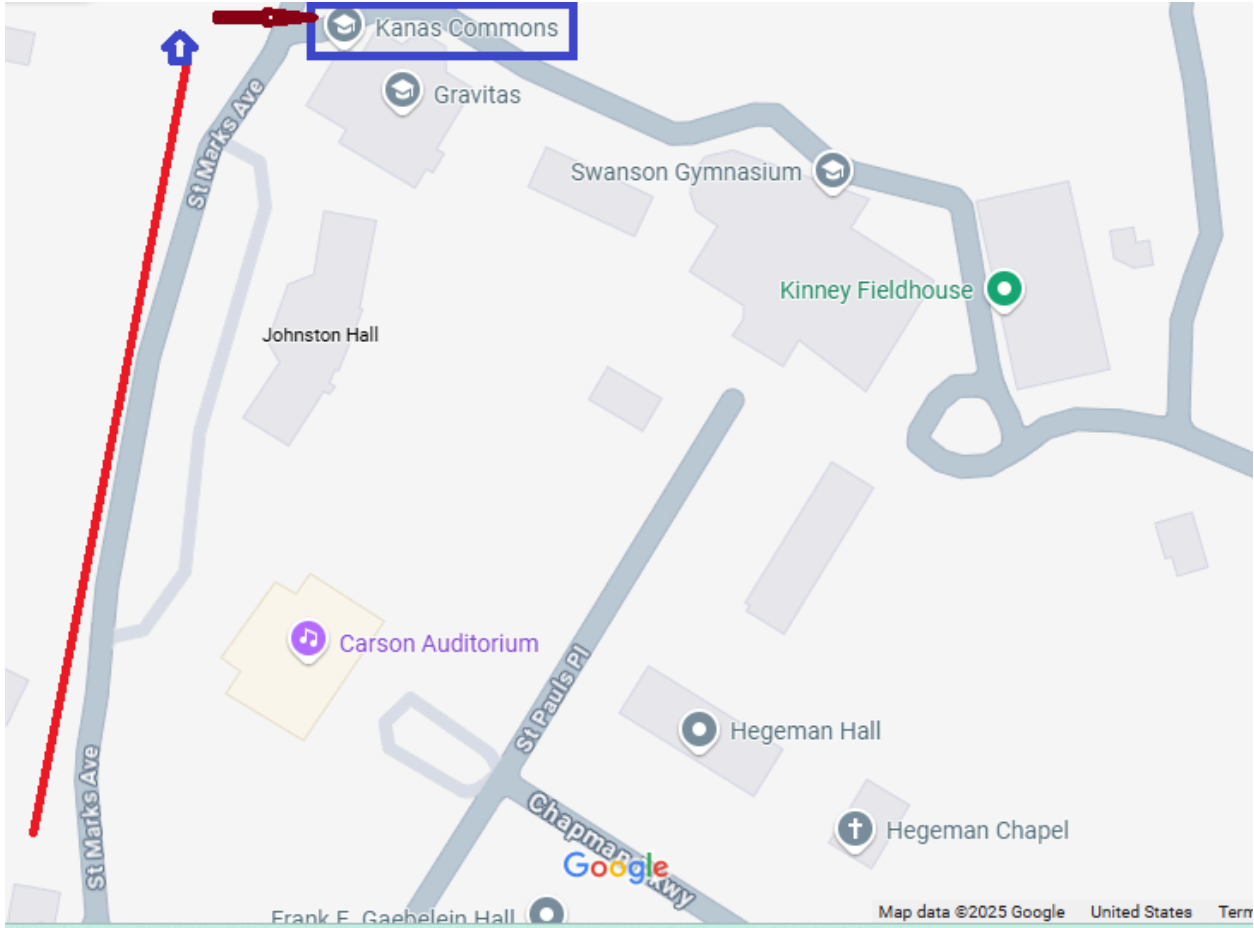 Kanas Commons
Gravitas
St Marks Ave
Swanson Gymnasium
Kinney Fieldhouse
Johnston Hall
Carson Auditorium
St Pauls Pl
Hegeman Hall
St Marks Ave
Chapman Pkwy
Hegeman Chapel
Google
Frank E. Gaebelein Hall
Map data ©2025 Google United States Term